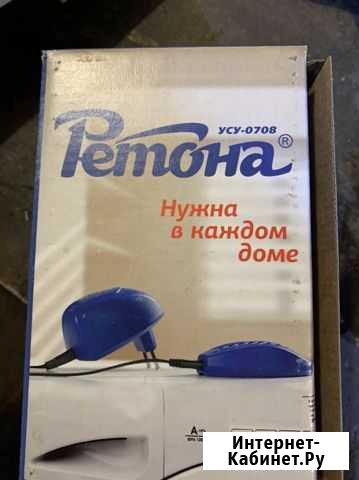 УСУ-0708
Ретона®
Нужна
в каждом
доме
Интернет-
Кабинет.Ру